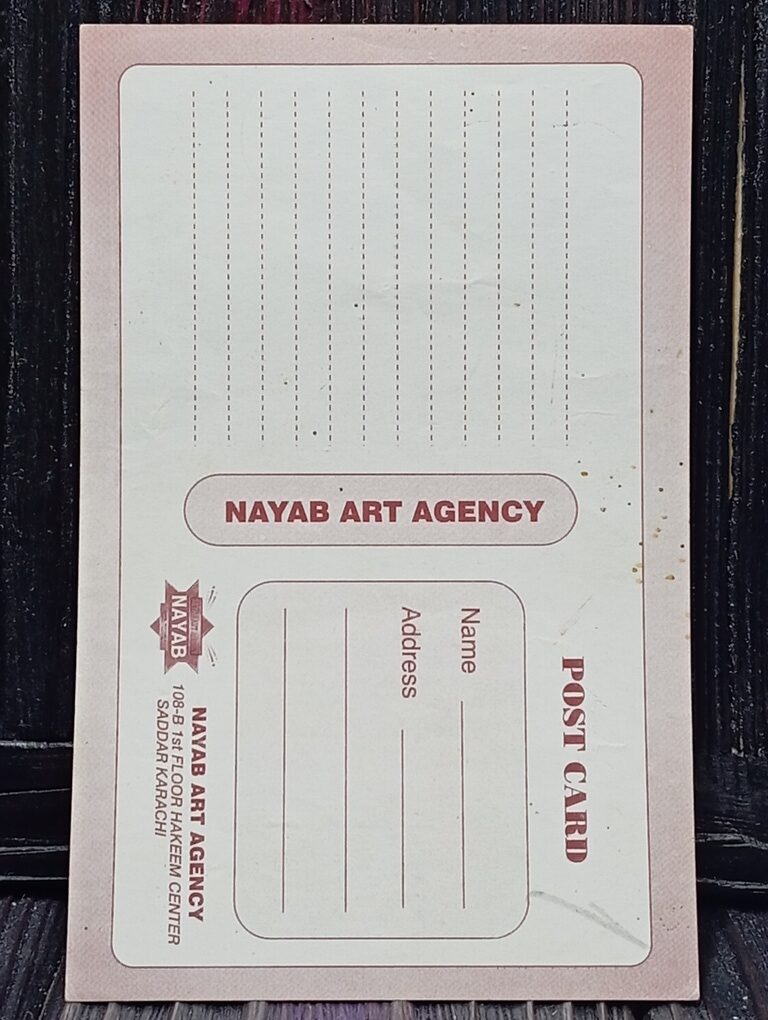 NAYAB ART AGENCY
POST CARD
Name
Address
NAYAB
NAYAB ART AGENCY
108-B 1st FLOOR HAKEEM CENTER
SADDAR KARACHI